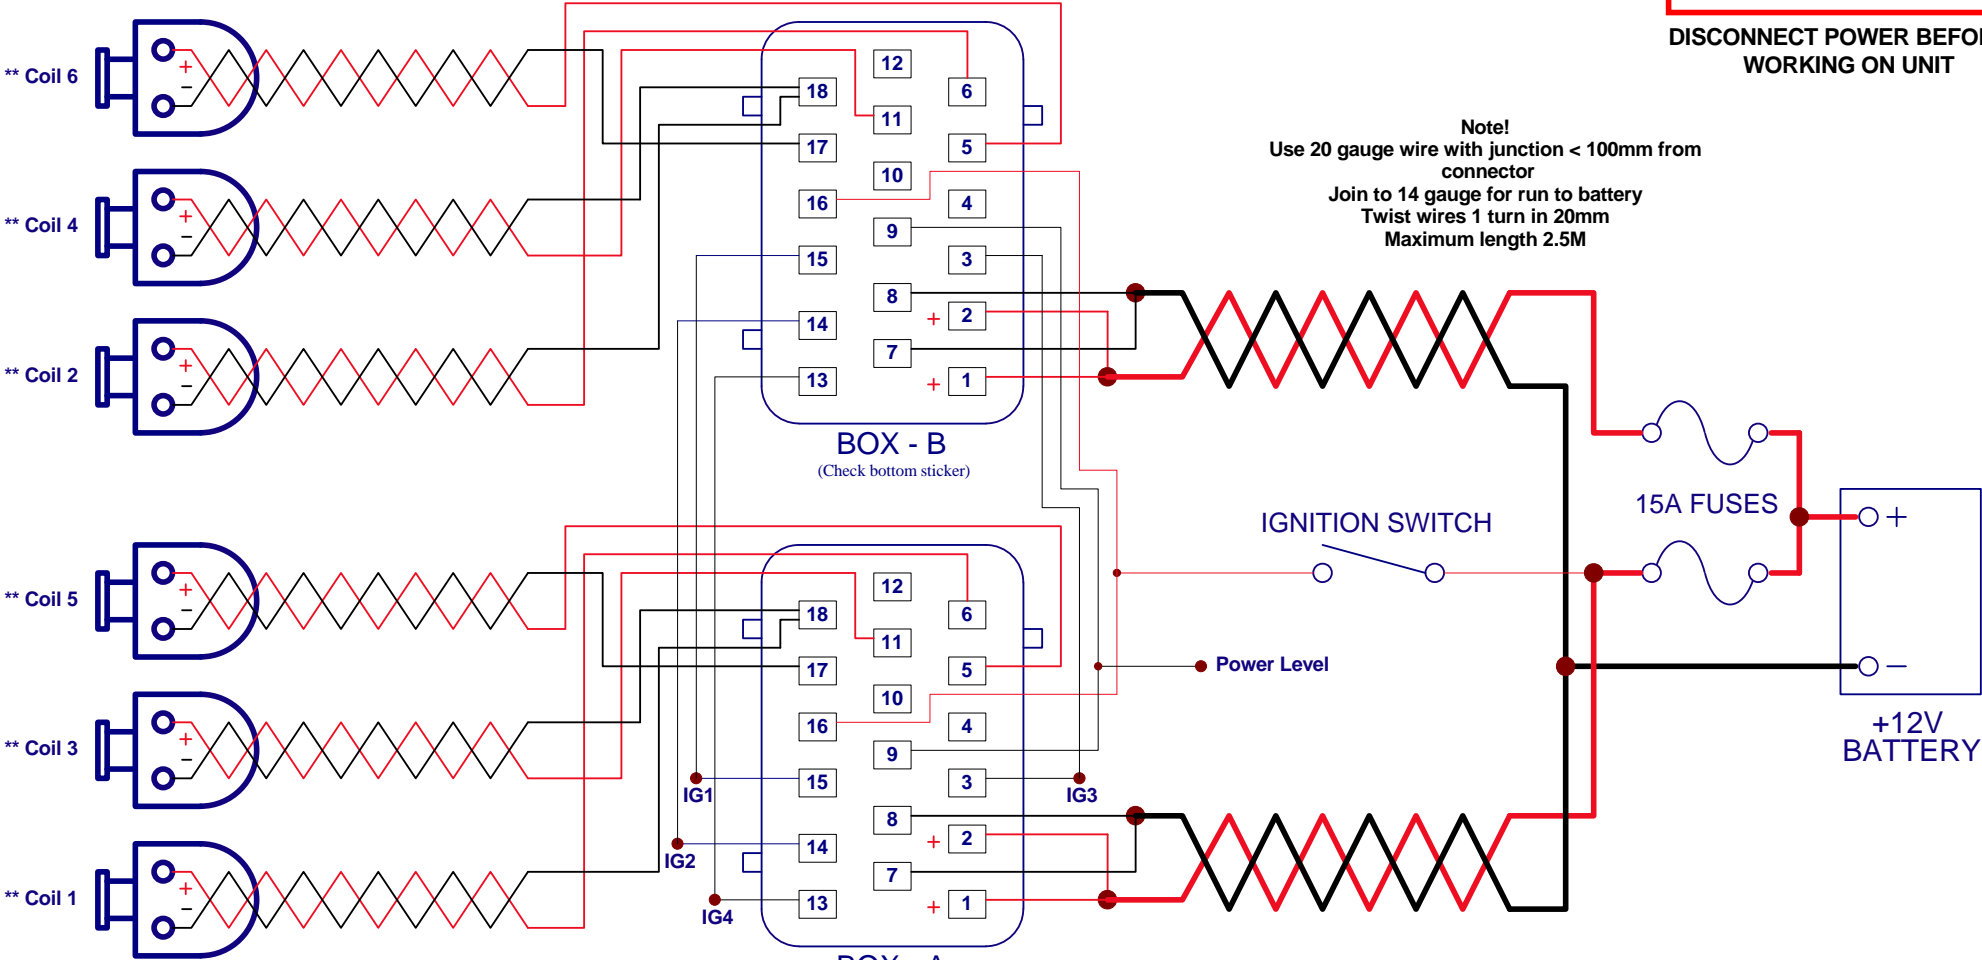 DISCONNECT POWER BEFO
WORKING ON UNIT
Note!
Use 20 gauge wire with junction < 100mm from
connector
Join to 14 gauge for run to battery
Twist wires 1 turn in 20mm
Maximum length 2.5M
** Coil 6
+
−
** Coil 4
+
−
** Coil 2
+
−
12
18
6
11
17
5
10
16
4
9
15
3
8
14
+ 2
7
13
+ 1
BOX - B
(Check bottom sticker)
15A FUSES
IGNITION SWITCH
+
−
+12V
BATTERY
Power Level
** Coil 5
+
−
** Coil 3
+
−
** Coil 1
+
−
12
18
6
11
17
5
10
16
4
9
15
3
8
14
+ 2
7
13
+ 1
IG1
IG3
IG2
IG4
BOX - A